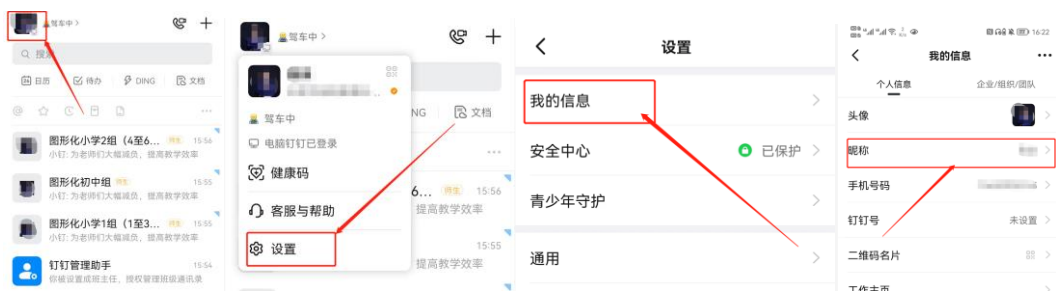 驾车中 >
搜
日历 待办 DING 文档
图形化小学2组（4至6... 师生 15:56
小钉: 为老师们大幅减负，提高教学效率
图形化初中组 师生 15:55
小钉: 为老师们大幅减负，提高教学效率
图形化小学1组（1至3... 师生 15:55
小钉: 为老师们大幅减负，提高教学效率
钉钉管理助手 15:54
你被设置成班主任，授权管理班级通讯录
驾车中 >
驾车中
电脑钉钉已登录
健康码
客服与帮助
设置
NG 文档
6... 师生 15:56
提高教学效率
15:55
提高教学效率
设置
我的信息
安全中心 已保护
青少年守护
通用
16:22
我的信息
个人信息 企业/组织/团队
头像
昵称
手机号码
钉钉号 未设置
二维码名片
工作主页